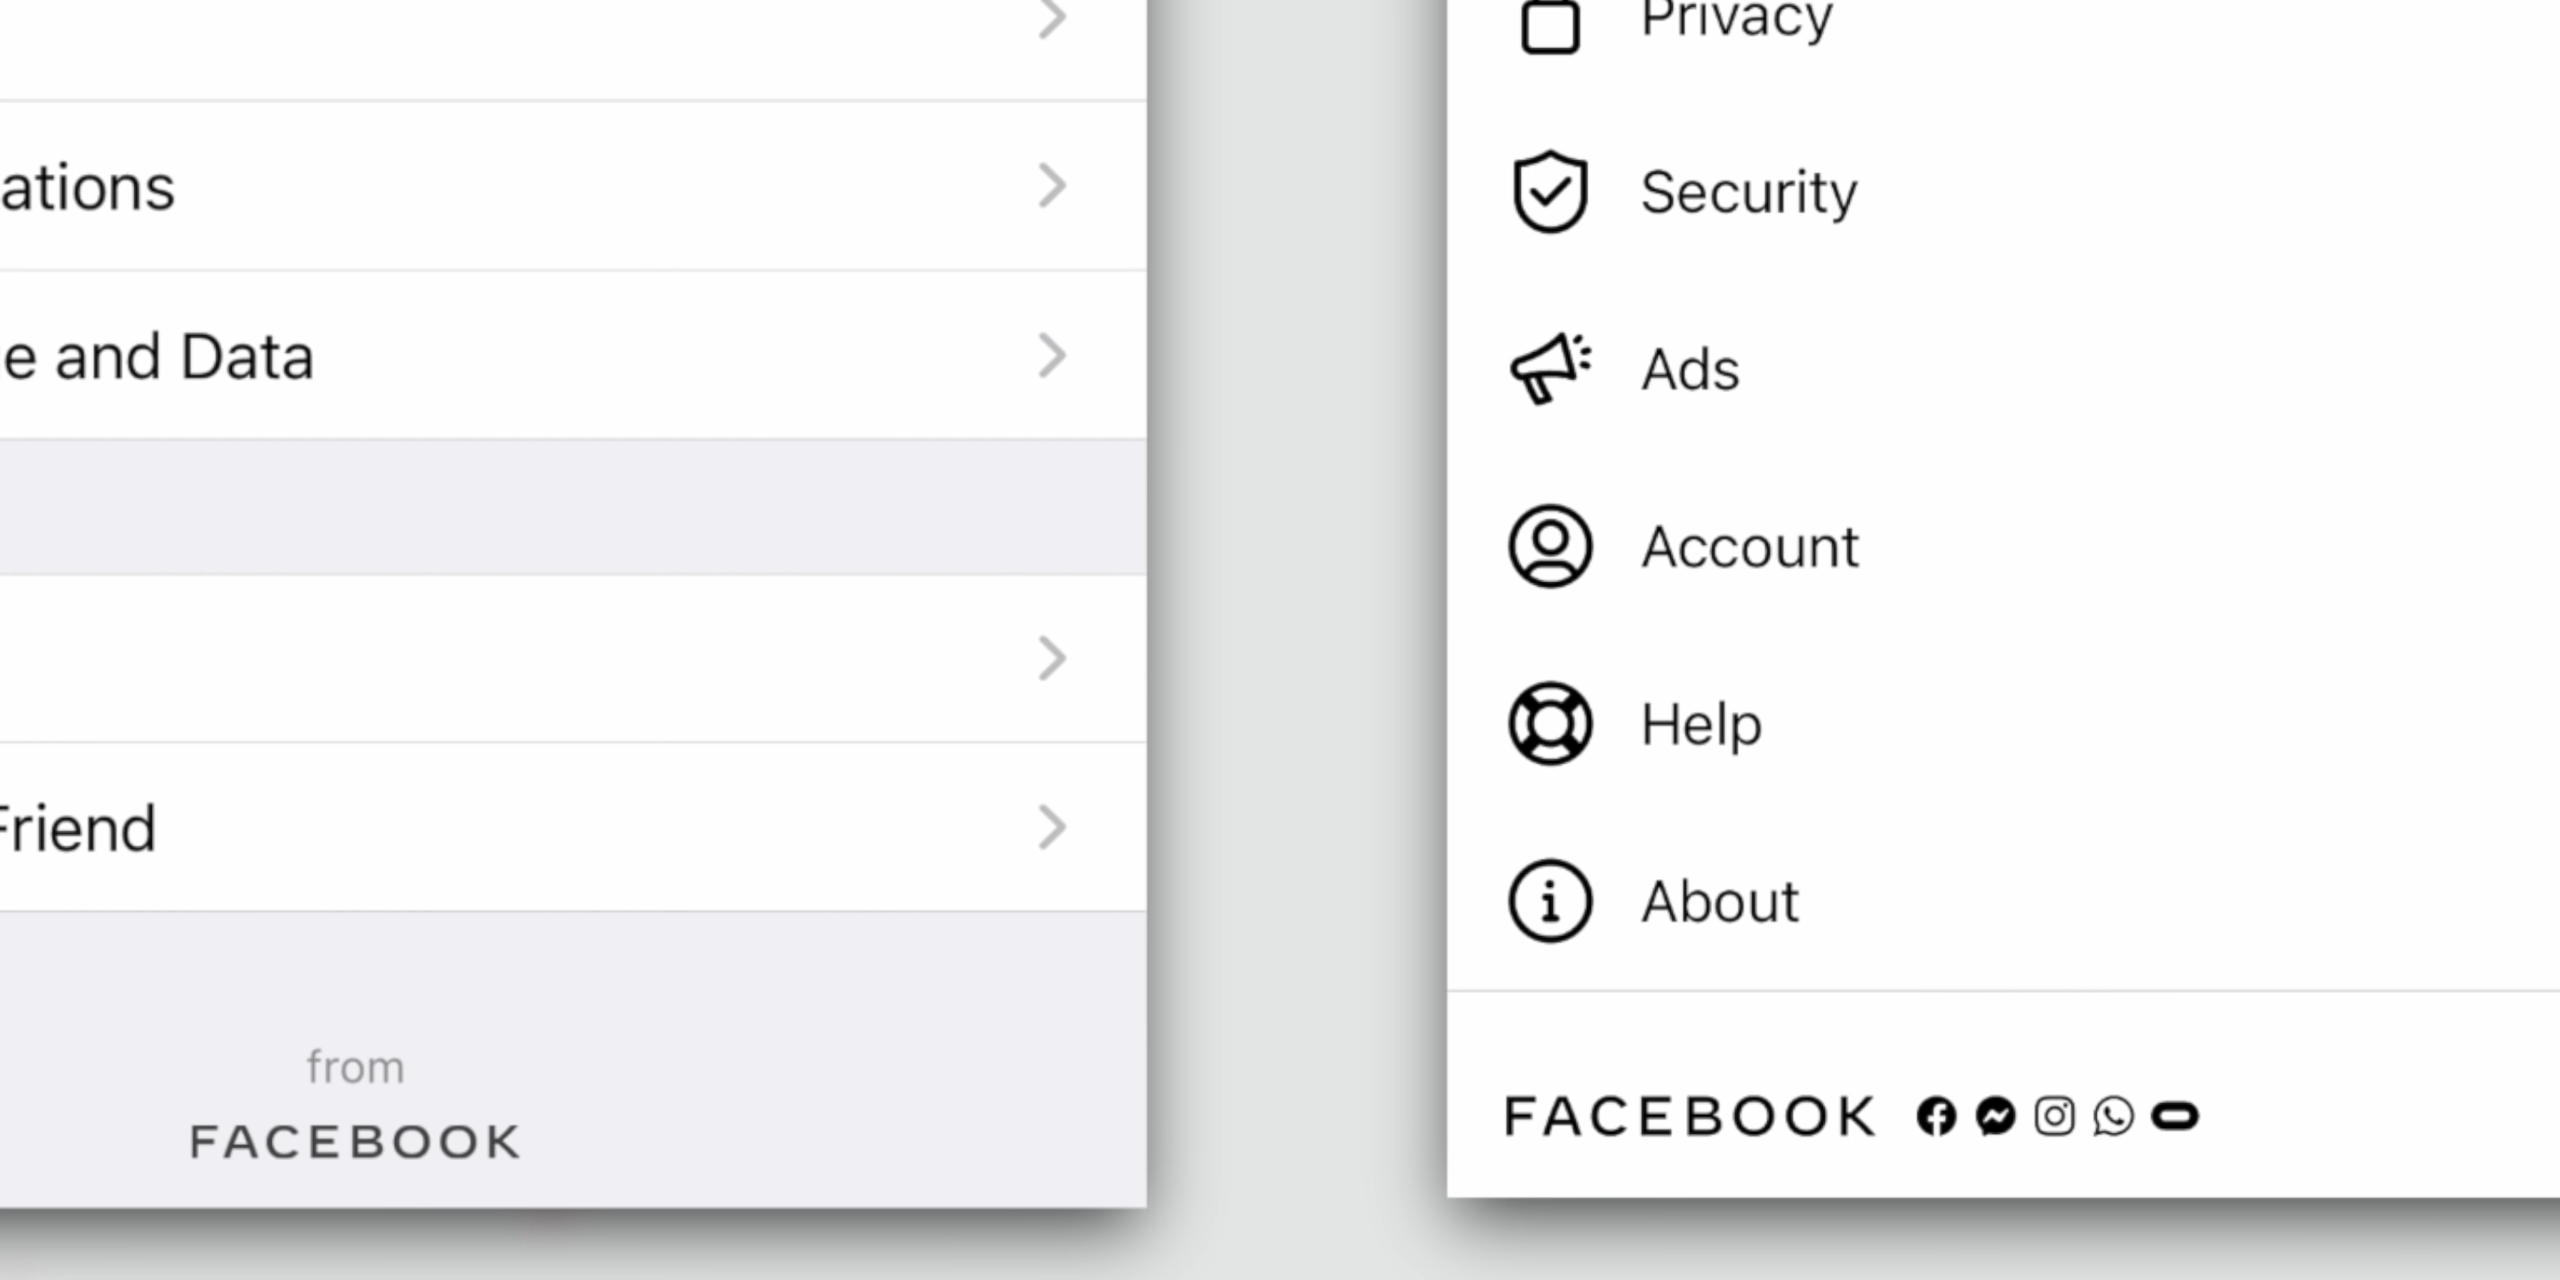 ations
e and Data
Friend
from
FACEBOOK
Privacy
Security
Ads
Account
Help
About
FACEBOOK